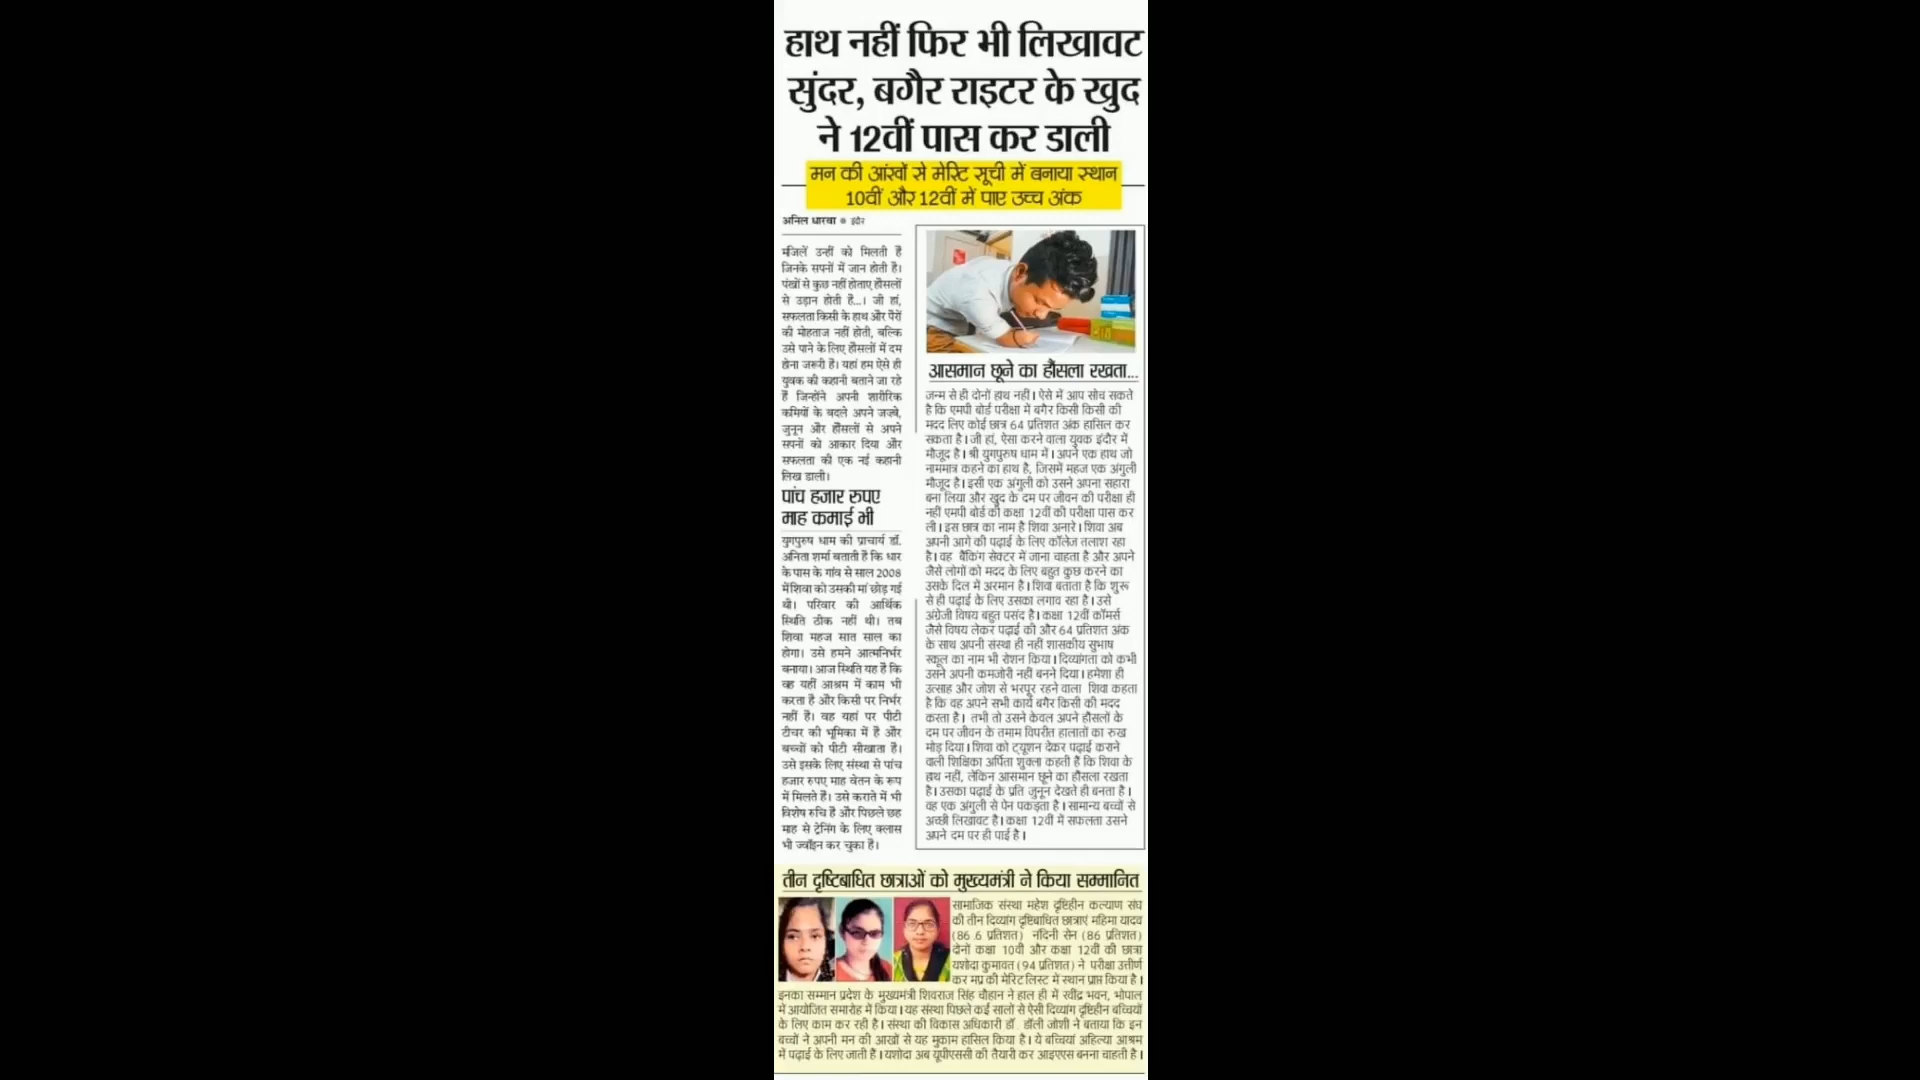 हाथ नहीं फिर भी लिखावट
सुंदर, बगैर राइटर के खुद
ने 12वीं पास कर डाली
मन की आंखों से मेरिट सूची में बनाया स्थान
10वीं और 12वीं में पाए उच्च अंक
अनिल धारवा ● इंदौर
मंजिलें उन्हीं को मिलती हैं
जिनके सपनों में जान होती है।
पंखों से कुछ नहीं होताए हौसलों
से उड़ान होती है...। जी हां,
सफलता किसी के हाथ और पैरों
की मोहताज नहीं होती, बल्कि
उसे पाने के लिए हौसलों में दम
होना जरूरी है। यहां हम ऐसे ही
युवक की कहानी बताने जा रहे
हैं जिन्होंने अपनी शारीरिक
कमियों के बदले अपने जज्बे,
जुनून और हौसलों से अपने
सपनों को आकार दिया और
सफलता की एक नई कहानी
लिख डाली।
पांच हजार रुपए
माह कमाई भी
युगपुरुष धाम की प्राचार्य डॉ.
अनिता शर्मा बताती हैं कि धार
के पास के गांव से साल 2008
में शिवा को उसकी मां छोड़ गई
थी। परिवार की आर्थिक
स्थिति ठीक नहीं थी। तब
शिवा महज सात साल का
होगा। उसे हमने आत्मनिर्भर
बनाया। आज स्थिति यह है कि
वह यहीं आश्रम में काम भी
करता है और किसी पर निर्भर
नहीं है। वह यहां पर पीटी
टीचर की भूमिका में है और
बच्चों को पीटी सीखाता है।
उसे इसके लिए संस्था से पांच
हजार रुपए माह वेतन के रूप
में मिलते हैं। उसे कराते में भी
विशेष रुचि है और पिछले छह
माह से ट्रेनिंग के लिए क्लास
भी ज्वॉइन कर चुका है।
आसमान छूने का हौंसला रखता...
जन्म से ही दोनों हाथ नहीं। ऐसे में आप सोच सकते
है कि एमपी बोर्ड परीक्षा में बगैर किसी किसी की
मदद लिए कोई छात्र 64 प्रतिशत अंक हासिल कर
सकता है। जी हां, ऐसा करने वाला युवक इंदौर में
मौजूद है। श्री युगपुरुष धाम में। अपने एक हाथ जो
नाममात्र कहने का हाथ है, जिसमें महज एक अंगुली
मौजूद है। इसी एक अंगुली को उसने अपना सहारा
बना लिया और खुद के दम पर जीवन की परीक्षा ही
नहीं एमपी बोर्ड की कक्षा 12वीं की परीक्षा पास कर
ली। इस छात्र का नाम है शिवा अनारे। शिवा अब
अपनी आगे की पढ़ाई के लिए कॉलेज तलाश रहा
है। वह बैंकिंग सेक्टर में जाना चाहता है और अपने
जैसे लोगों को मदद के लिए बहुत कुछ करने का
उसके दिल में अरमान है। शिवा बताता है कि शुरू
से ही पढ़ाई के लिए उसका लगाव रहा है। उसे
अंग्रेजी विषय बहुत पसंद है। कक्षा 12वीं कॉमर्स
जैसे विषय लेकर पढ़ाई की और 64 प्रतिशत अंक
के साथ अपनी संस्था ही नहीं शासकीय सुभाष
स्कूल का नाम भी रोशन किया। दिव्यांगता को कभी
उसने अपनी कमजोरी नहीं बनने दिया। हमेशा ही
उत्साह और जोश से भरपूर रहने वाला शिवा कहता
है कि वह अपने सभी कार्य बगैर किसी की मदद
करता है। तभी तो उसने केवल अपने हौसलों के
दम पर जीवन के तमाम विपरीत हालातों का रुख
मोड़ दिया। शिवा को ट्यूशन देकर पढ़ाई कराने
वाली शिक्षिका अर्पिता शुक्ला कहती हैं कि शिवा के
हाथ नहीं, लेकिन आसमान छूने का हौसला रखता
है। उसका पढ़ाई के प्रति जुनून देखते ही बनता है।
वह एक अंगुली से पेन पकड़ता है। सामान्य बच्चों से
अच्छी लिखावट है। कक्षा 12वीं में सफलता उसने
अपने दम पर ही पाई है।
तीन दृष्टिबाधित छात्राओं को मुख्यमंत्री ने किया सम्मानित
सामाजिक संस्था महेश दृष्टिहीन कल्याण संघ
की तीन दिव्यांग दृष्टिबाधित छात्राएं महिमा यादव
(86.6 प्रतिशत) नंदिनी सेन (86 प्रतिशत)
दोनों कक्षा 10वीं और कक्षा 12वीं की छात्रा
यशोदा कुमावत (94 प्रतिशत) ने परीक्षा उत्तीर्ण
कर मप्र की मेरिट लिस्ट में स्थान प्राप्त किया है।
इनका सम्मान प्रदेश के मुख्यमंत्री शिवराज सिंह चौहान ने हाल ही में रवींद्र भवन, भोपाल
में आयोजित समारोह में किया। यह संस्था पिछले कई सालों से ऐसी दिव्यांग दृष्टिहीन बच्चियों
के लिए काम कर रही है। संस्था की विकास अधिकारी डॉ. डॉली जोशी ने बताया कि इन
बच्चों ने अपनी मन की आखों से यह मुकाम हासिल किया है। ये बच्चियां अहिल्या आश्रम
में पढ़ाई के लिए जाती हैं। यशोदा अब यूपीएससी की तैयारी कर आइएएस बनना चाहती है।